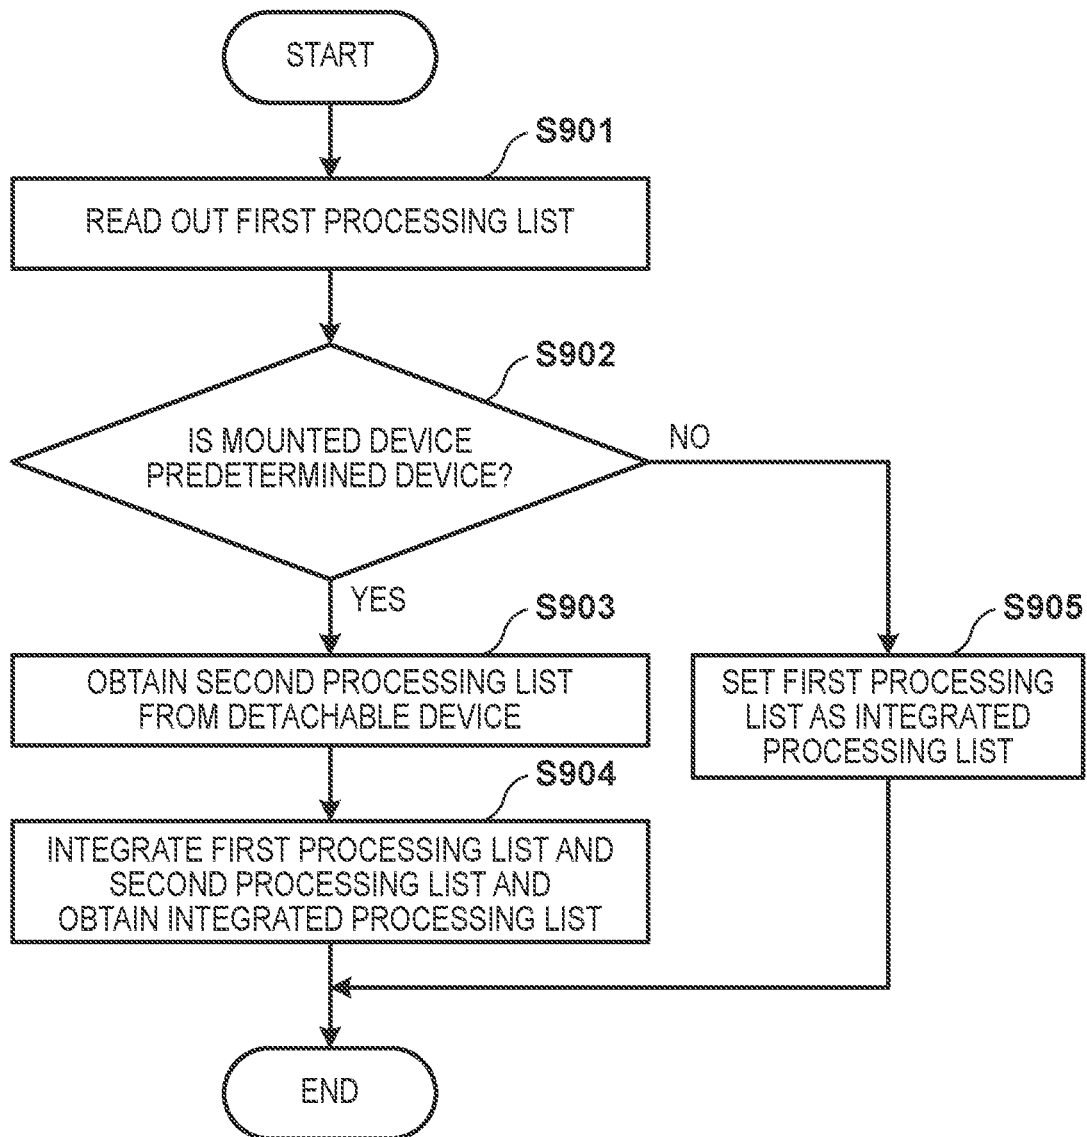 START
S901
READ OUT FIRST PROCESSING LIST
S902
IS MOUNTED DEVICE
PREDETERMINED DEVICE?
NO
YES
S903
OBTAIN SECOND PROCESSING LIST
FROM DETACHABLE DEVICE
S905
SET FIRST PROCESSING
LIST AS INTEGRATED
PROCESSING LIST
S904
INTEGRATE FIRST PROCESSING LIST AND
SECOND PROCESSING LIST AND
OBTAIN INTEGRATED PROCESSING LIST
END